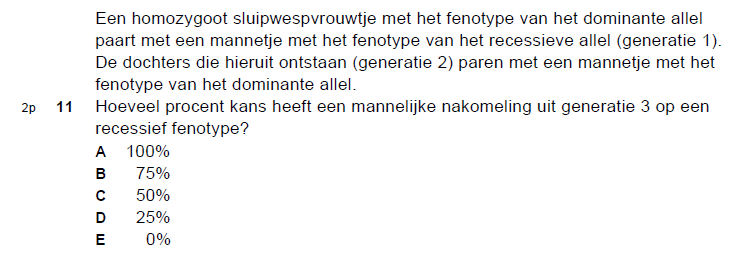 Een homozygoot sluipwespvrouwtje met het fenotype van het dominante allel
paart met een mannetje met het fenotype van het recessieve allel (generatie 1).
De dochters die hieruit ontstaan (generatie 2) paren met een mannetje met het
fenotype van het dominante allel.
2p 11 Hoeveel procent kans heeft een mannelijke nakomeling uit generatie 3 op een
recessief fenotype?
A 100%
B 75%
C 50%
D 25%
E 0%